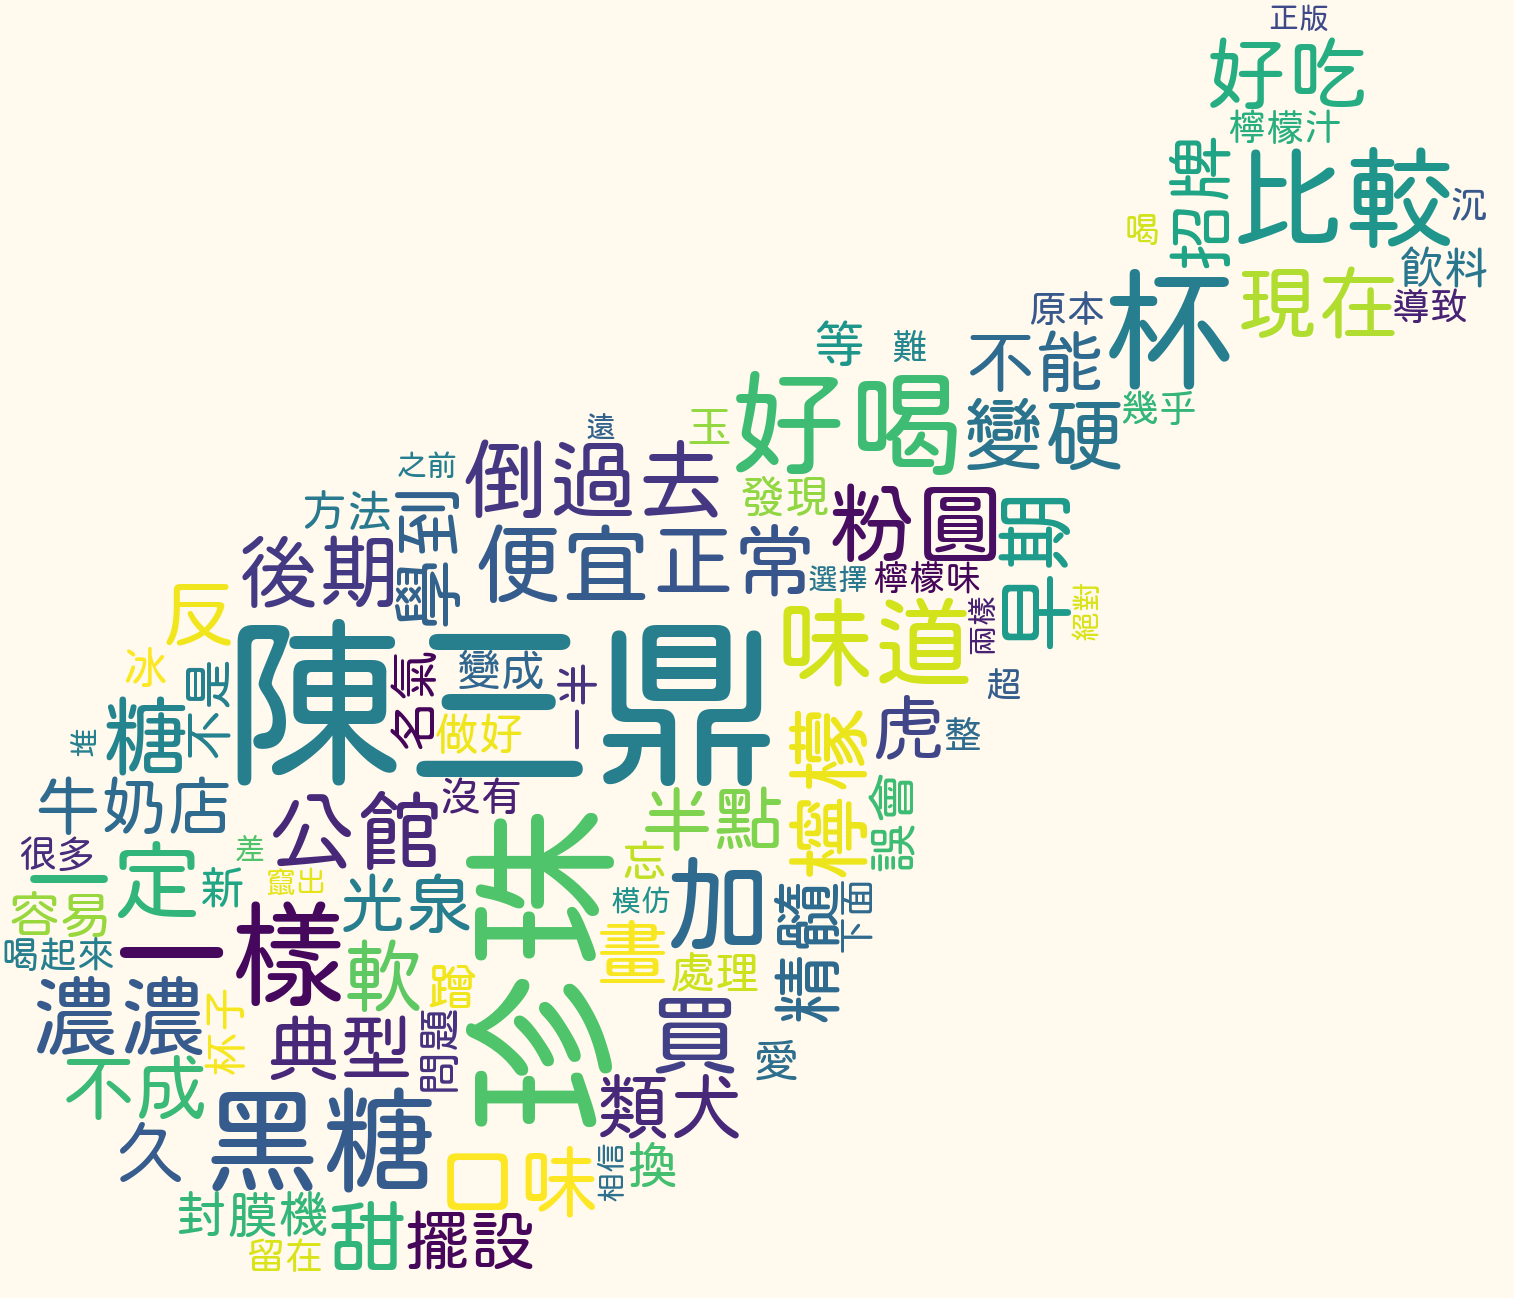 正版
好吃
檸檬汁
招牌
比較
沉
喝
飲料
杯
現在
導致
原本
等
難
不能
變硬
幾乎
好喝
玉
遠
之前
倒過去
發現
粉圓
早期
方法
學到
後期
便宜
正常
選擇
檸檬味
兩樣
絕對
反
陳三鼎
味道
冰
不是
名氣
變成
一半
超
糖
做好
檸檬
虎
整
堆
牛奶店
公館
沒有
半點
誤會
很多
一定
差
珍珠
忘
容易
新
竄出
光泉
模仿
加
精髓
下面
喝起來
一樣
軟
蹭
畫
處理
濃濃
杯子
典型
問題
買
愛
不成
類犬
久
黑糖
口味
相信
換
封膜機
甜
擺設
留在